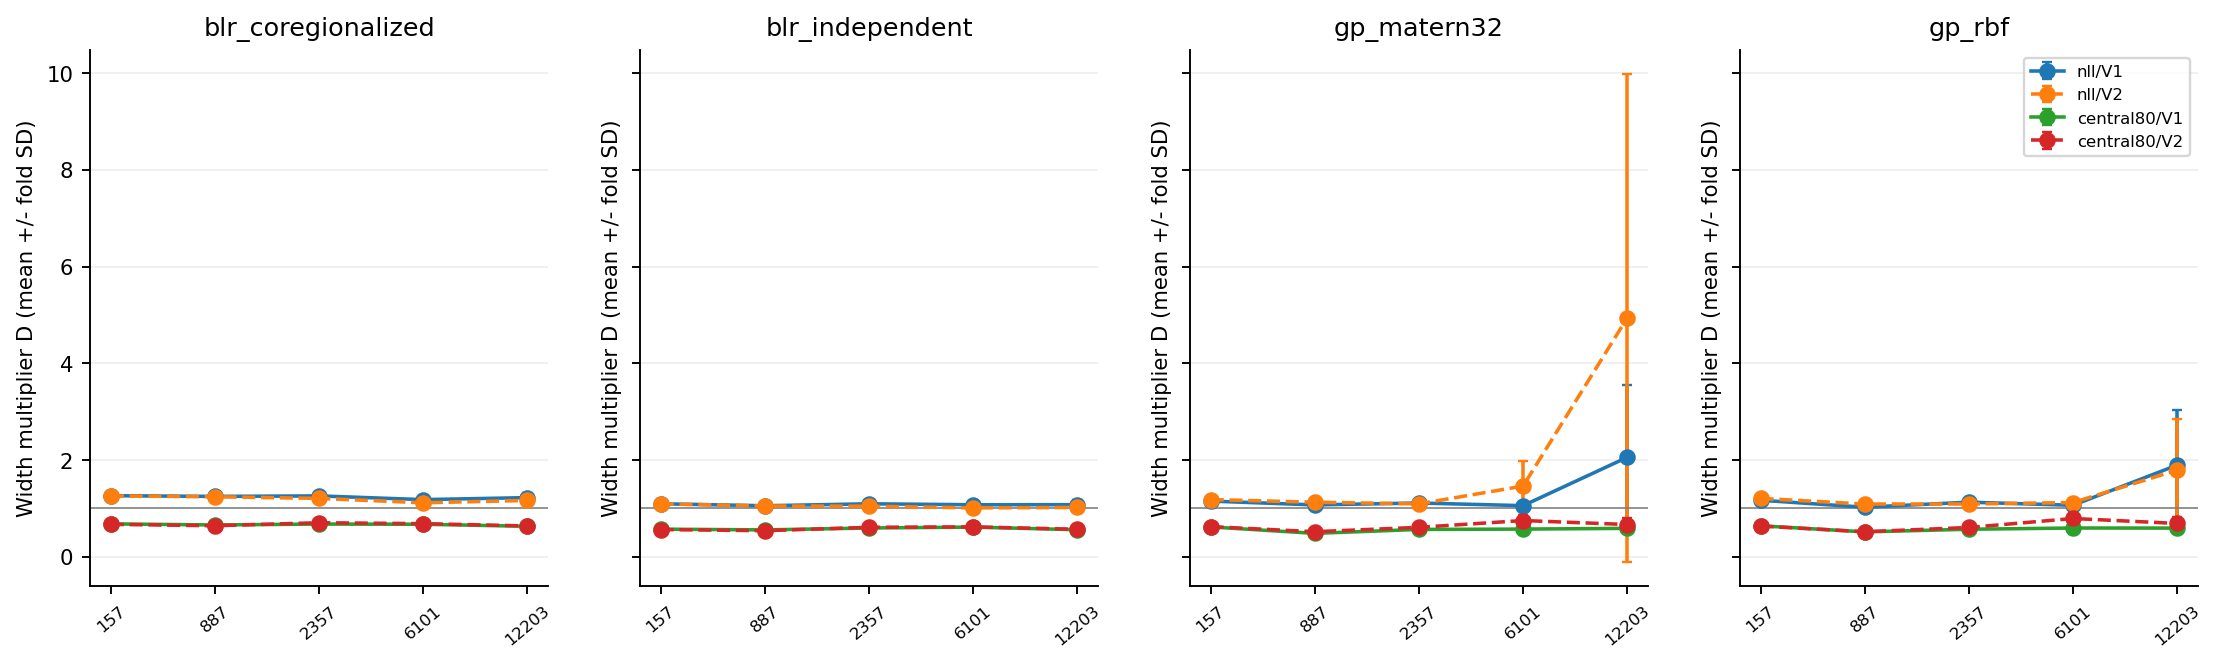 blr_coregionalized
Width multiplier D (mean +/- fold SD)
10
8
6
4
2
0
157
887
2357
6101
12203
blr_independent
Width multiplier D (mean +/- fold SD)
157
887
2357
6101
12203
gp_matern32
Width multiplier D (mean +/- fold SD)
157
887
2357
6101
12203
gp_rbf
Width multiplier D (mean +/- fold SD)
nll/V1
nll/V2
central80/V1
central80/V2
157
887
2357
6101
12203